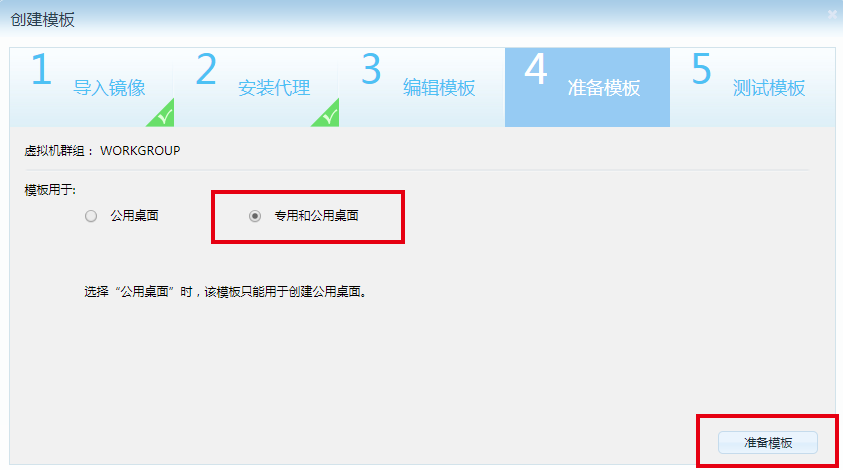 创建模板
1 导入镜像
2 安装代理
3 编辑模板
4 准备模板
5 测试模板
虚拟机群组： WORKGROUP
模板用于:
公用桌面
专用和公用桌面
选择“公用桌面”时，该模板只能用于创建公用桌面。
准备模板